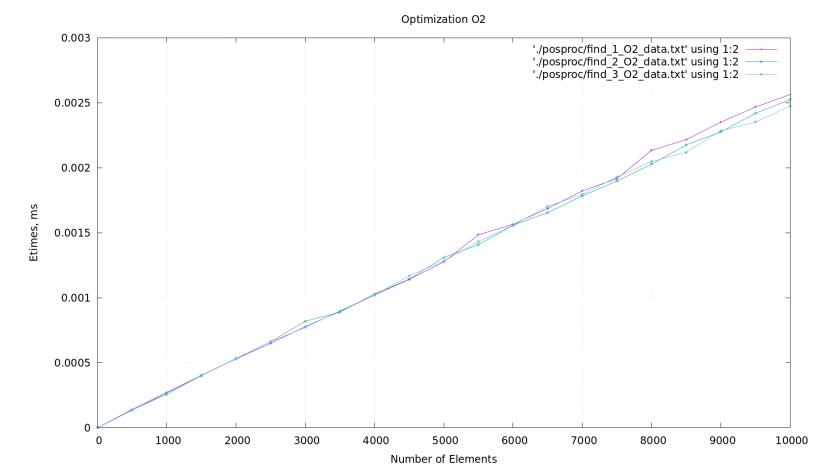 Optimization O2
'./posproc/find_1_O2_data.txt' using 1:2
'./posproc/find_2_O2_data.txt' using 1:2
'./posproc/find_3_O2_data.txt' using 1:2
0.003
0.0025
0.002
0.0015
0.001
0.0005
0
Etimes, ms
0 1000 2000 3000 4000 5000 6000 7000 8000 9000 10000
Number of Elements